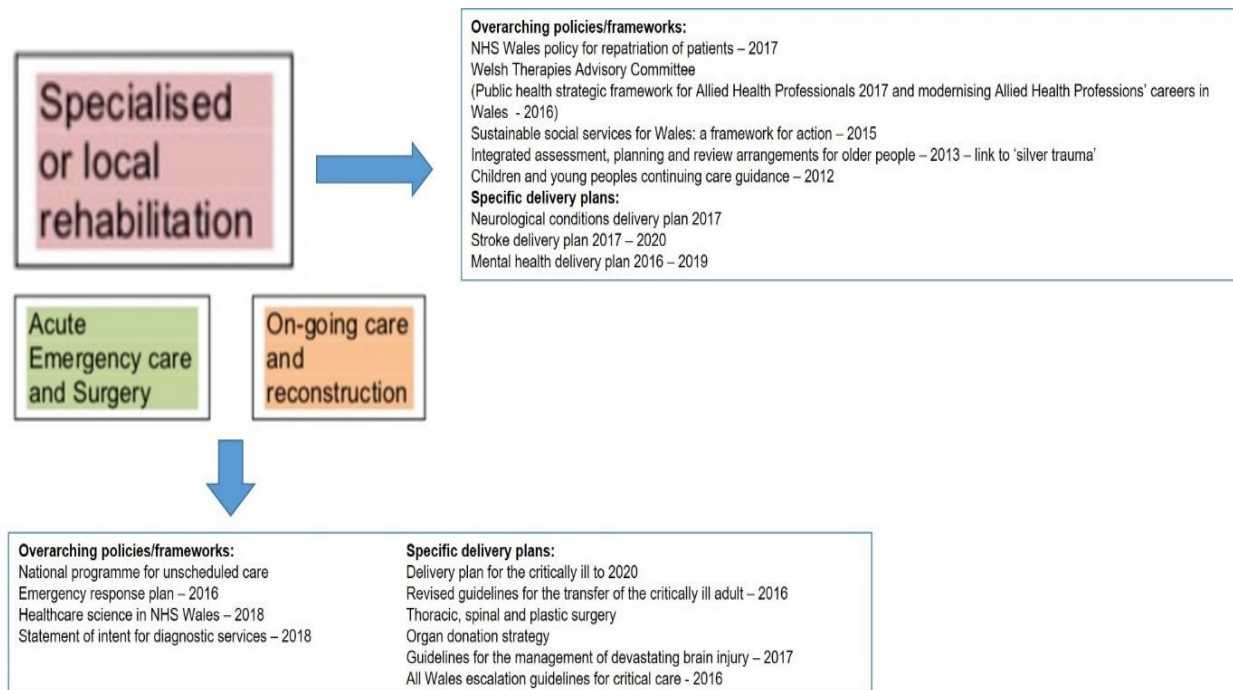 Specialised
or local
rehabilitation
Overarching policies/frameworks:
NHS Wales policy for repatriation of patients – 2017
Welsh Therapies Advisory Committee
(Public health strategic framework for Allied Health Professionals 2017 and modernising Allied Health Professions’ careers in
Wales - 2016)
Sustainable social services for Wales: a framework for action – 2015
Integrated assessment, planning and review arrangements for older people – 2013 – link to ‘silver trauma’
Children and young peoples continuing care guidance – 2012
Specific delivery plans:
Neurological conditions delivery plan 2017
Stroke delivery plan 2017 – 2020
Mental health delivery plan 2016 – 2019
Acute
Emergency care
and Surgery
On-going care
and
reconstruction
Overarching policies/frameworks:
National programme for unscheduled care
Emergency response plan – 2016
Healthcare science in NHS Wales – 2018
Statement of intent for diagnostic services – 2018
Specific delivery plans:
Delivery plan for the critically ill to 2020
Revised guidelines for the transfer of the critically ill adult – 2016
Thoracic, spinal and plastic surgery
Organ donation strategy
Guidelines for the management of devastating brain injury – 2017
All Wales escalation guidelines for critical care - 2016